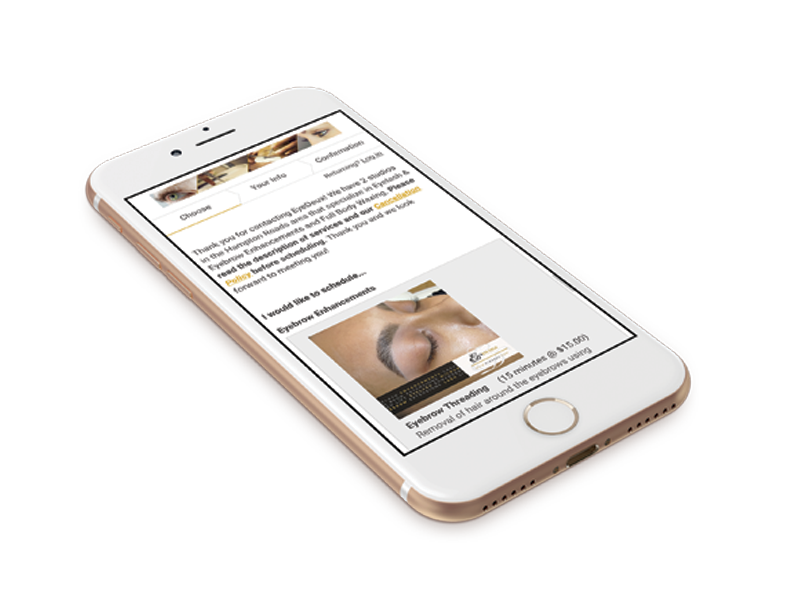 Choose
Your Info
Confirmation
Returning? Log in
Thank you for contacting EyeDeus! We have 2 studios
in the Hampton Roads area that specialize in Eyelash &
Eyebrow Enhancements and Full Body Waxing. Please
read the description of services and our Cancellation
Policy before scheduling. Thank you and we look
forward to meeting you!
I would like to schedule...
Eyebrow Enhancements
Eyebrow Threading (15 minutes @ $15.00)
Removal of hair around the eyebrows using